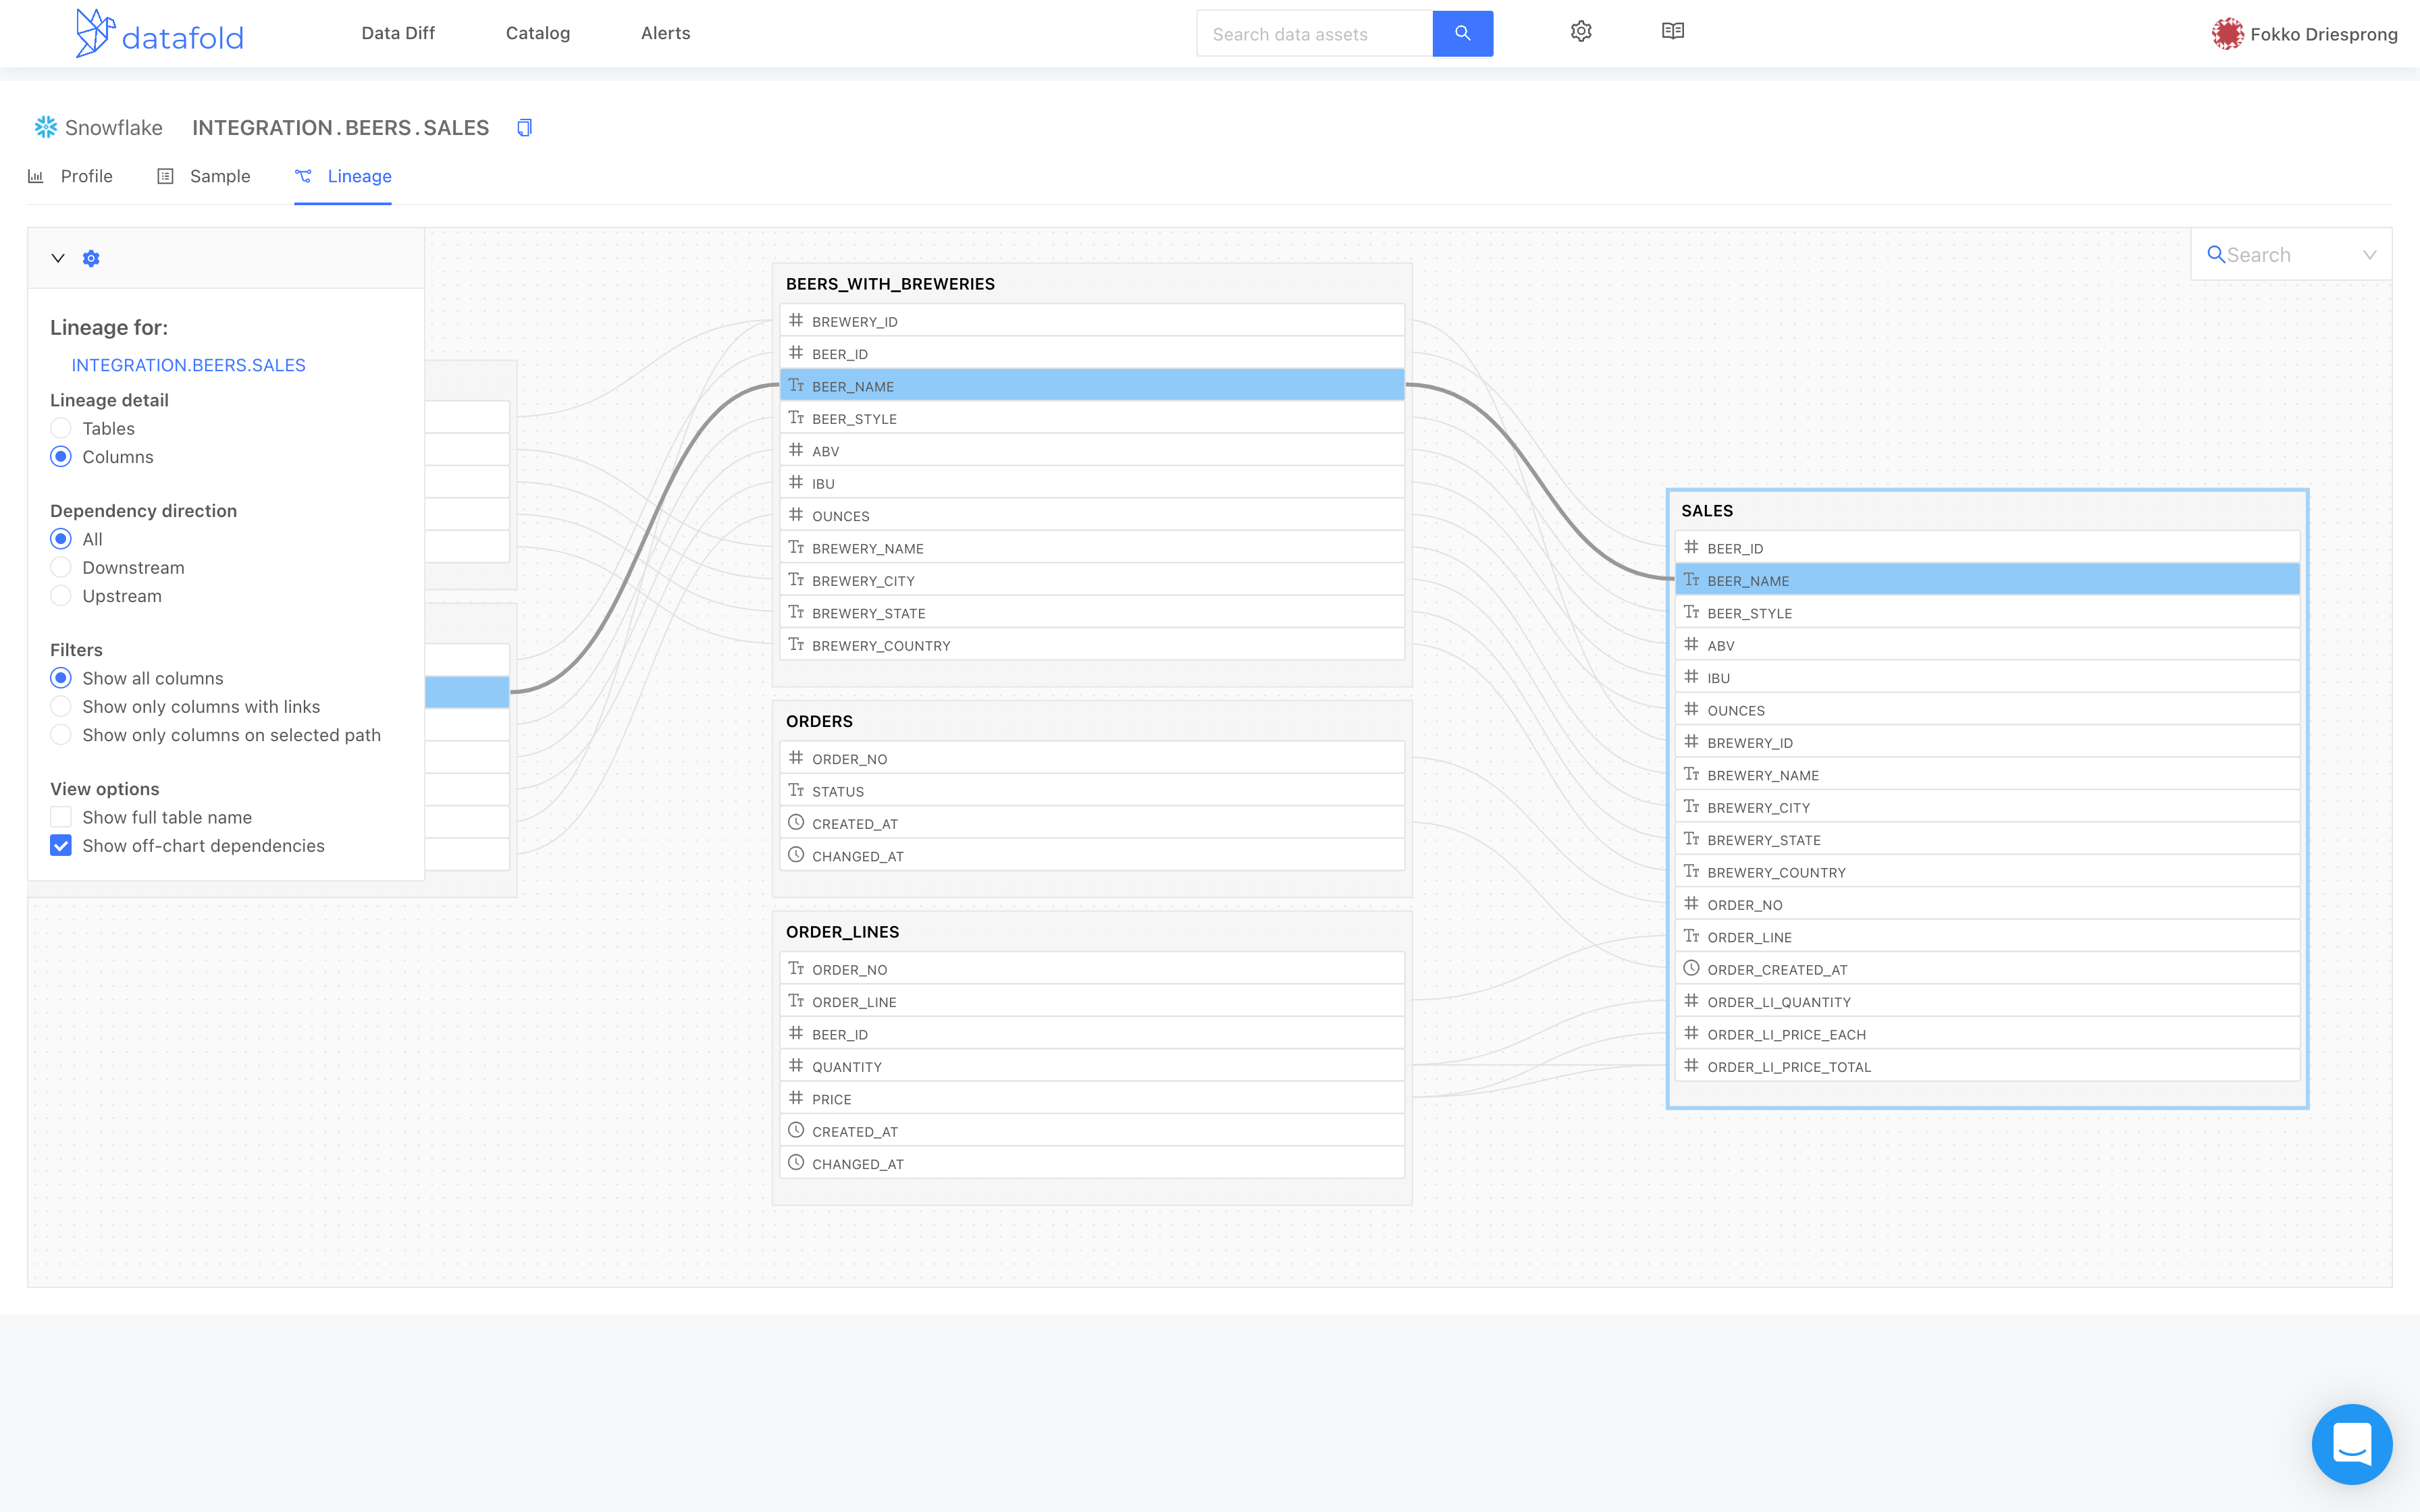 datafold
Data Diff
Catalog
Alerts
Search data assets
Fokko Driesprong
Snowflake
INTEGRATION.BEERS.SALES
Profile
Sample
Lineage
Lineage for:
INTEGRATION.BEERS.SALES
Lineage detail
Tables
Columns
Dependency direction
All
Downstream
Upstream
Filters
Show all columns
Show only columns with links
Show only columns on selected path
View options
Show full table name
Show off-chart dependencies
BEERS_WITH_BREWERIES
BREWERY_ID
BEER_ID
BEER_NAME
BEER_STYLE
ABV
IBU
OUNCES
BREWERY_NAME
BREWERY_CITY
BREWERY_STATE
BREWERY_COUNTRY
ORDERS
ORDER_NO
STATUS
CREATED_AT
CHANGED_AT
ORDER_LINES
ORDER_NO
ORDER_LINE
BEER_ID
QUANTITY
PRICE
CREATED_AT
CHANGED_AT
Search
SALES
BEER_ID
BEER_NAME
BEER_STYLE
ABV
IBU
OUNCES
BREWERY_ID
BREWERY_NAME
BREWERY_CITY
BREWERY_STATE
BREWERY_COUNTRY
ORDER_NO
ORDER_LINE
ORDER_CREATED_AT
ORDER_LI_QUANTITY
ORDER_LI_PRICE_EACH
ORDER_LI_PRICE_TOTAL